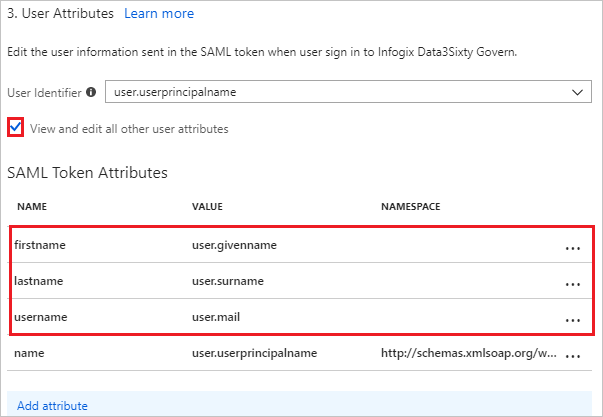 3. User Attributes Learn more
Edit the user information sent in the SAML token when user sign in to Infogix Data3Sixty Govern.
User Identifier user.userprincipalname
View and edit all other user attributes
SAML Token Attributes
NAME VALUE NAMESPACE
firstname user.givenname ...
lastname user.surname ...
username user.mail ...
name user.userprincipalname http://schemas.xmlsoap.org/w... ...
Add attribute